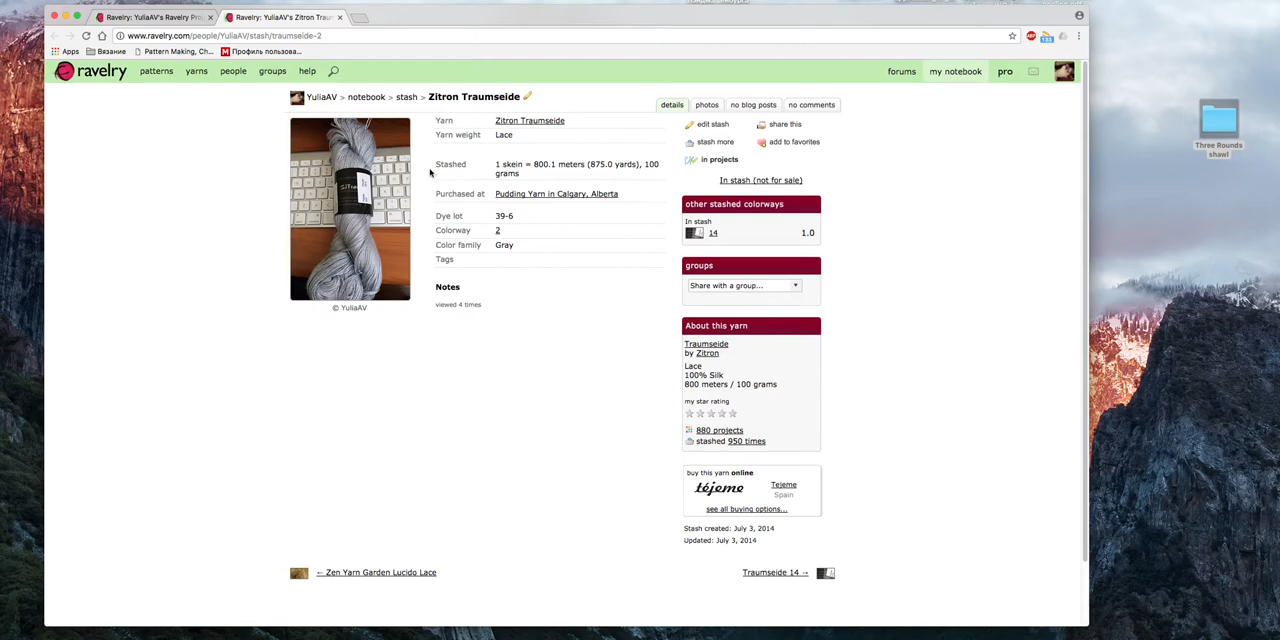 Ravelry: YuliaAV's Ravelry Pro
Ravelry: YuliaAV's Zitron Traum
www.ravelry.com/people/YuliaAV/stash/traumseide-2
Apps Вязание Pattern Making, Ch... Профиль пользова...
ravelry patterns yarns people groups help forums my notebook pro
YuliaAV > notebook > stash > Zitron Traumseide
details photos no blog posts no comments
Yarn Zitron Traumseide
Yarn weight Lace
Stashed 1 skein = 800.1 meters (875.0 yards), 100
grams
Purchased at Pudding Yarn in Calgary, Alberta
Dye lot 39-6
Colorway 2
Color family Gray
Tags
Notes
viewed 4 times
© YuliaAV
edit stash share this
stash more add to favorites
in projects
In stash (not for sale)
other stashed colorways
In stash
14 1.0
groups
Share with a group...
About this yarn
Traumseide
by Zitron
Lace
100% Silk
800 meters / 100 grams
my star rating
880 projects
stashed 950 times
buy this yarn online
téjeme Tejeme
Spain
see all buying options...
Stash created: July 3, 2014
Updated: July 3, 2014
← Zen Yarn Garden Lucido Lace
Traumseide 14 →
Three Rounds
shawl